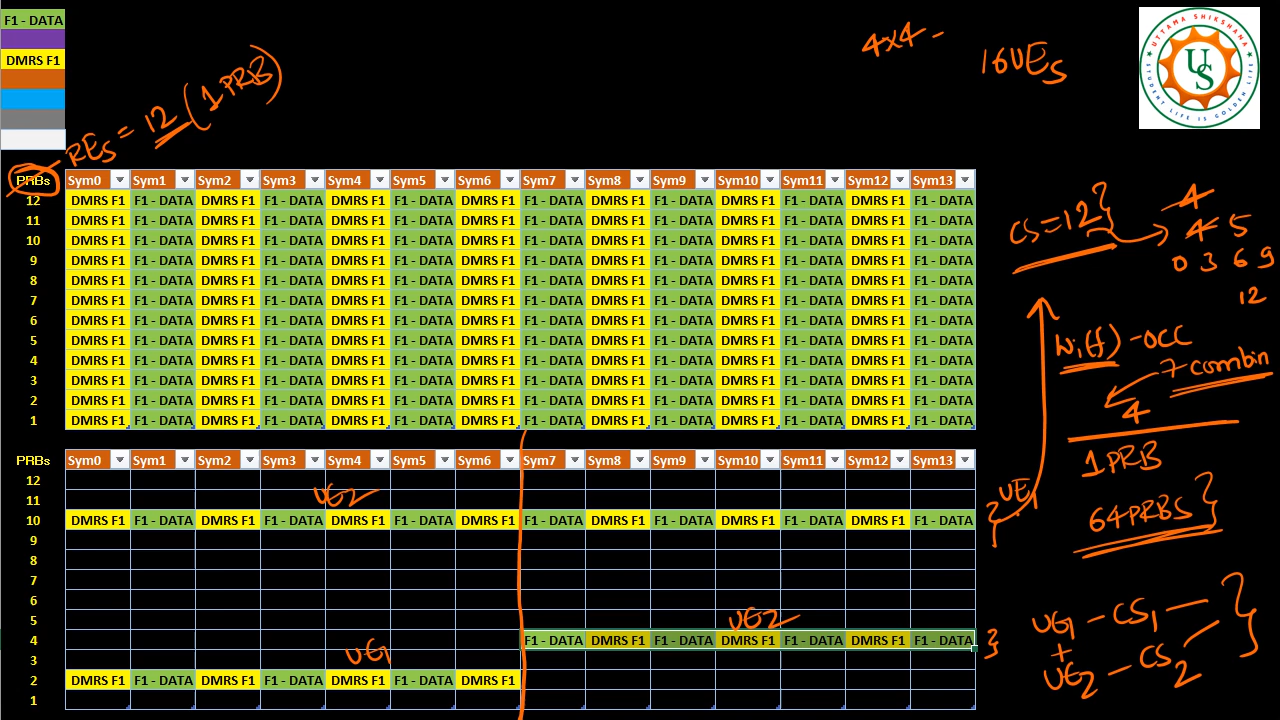 F1 - DATA
DMRS F1
REs = 12 (1 PRB)
4x4 -
16UEs
UTTAMA SHIKSHANA
US
STUDENT LIFE IS GOLDEN LIFE
PRBs Sym0 Sym1 Sym2 Sym3 Sym4 Sym5 Sym6 Sym7 Sym8 Sym9 Sym10 Sym11 Sym12 Sym13
12 DMRS F1 F1 - DATA DMRS F1 F1 - DATA DMRS F1 F1 - DATA DMRS F1 F1 - DATA DMRS F1 F1 - DATA DMRS F1 F1 - DATA DMRS F1 F1 - DATA
11 DMRS F1 F1 - DATA DMRS F1 F1 - DATA DMRS F1 F1 - DATA DMRS F1 F1 - DATA DMRS F1 F1 - DATA DMRS F1 F1 - DATA DMRS F1 F1 - DATA
10 DMRS F1 F1 - DATA DMRS F1 F1 - DATA DMRS F1 F1 - DATA DMRS F1 F1 - DATA DMRS F1 F1 - DATA DMRS F1 F1 - DATA DMRS F1 F1 - DATA
9 DMRS F1 F1 - DATA DMRS F1 F1 - DATA DMRS F1 F1 - DATA DMRS F1 F1 - DATA DMRS F1 F1 - DATA DMRS F1 F1 - DATA DMRS F1 F1 - DATA
8 DMRS F1 F1 - DATA DMRS F1 F1 - DATA DMRS F1 F1 - DATA DMRS F1 F1 - DATA DMRS F1 F1 - DATA DMRS F1 F1 - DATA DMRS F1 F1 - DATA
7 DMRS F1 F1 - DATA DMRS F1 F1 - DATA DMRS F1 F1 - DATA DMRS F1 F1 - DATA DMRS F1 F1 - DATA DMRS F1 F1 - DATA DMRS F1 F1 - DATA
6 DMRS F1 F1 - DATA DMRS F1 F1 - DATA DMRS F1 F1 - DATA DMRS F1 F1 - DATA DMRS F1 F1 - DATA DMRS F1 F1 - DATA DMRS F1 F1 - DATA
5 DMRS F1 F1 - DATA DMRS F1 F1 - DATA DMRS F1 F1 - DATA DMRS F1 F1 - DATA DMRS F1 F1 - DATA DMRS F1 F1 - DATA DMRS F1 F1 - DATA
4 DMRS F1 F1 - DATA DMRS F1 F1 - DATA DMRS F1 F1 - DATA DMRS F1 F1 - DATA DMRS F1 F1 - DATA DMRS F1 F1 - DATA DMRS F1 F1 - DATA
3 DMRS F1 F1 - DATA DMRS F1 F1 - DATA DMRS F1 F1 - DATA DMRS F1 F1 - DATA DMRS F1 F1 - DATA DMRS F1 F1 - DATA DMRS F1 F1 - DATA
2 DMRS F1 F1 - DATA DMRS F1 F1 - DATA DMRS F1 F1 - DATA DMRS F1 F1 - DATA DMRS F1 F1 - DATA DMRS F1 F1 - DATA DMRS F1 F1 - DATA
1 DMRS F1 F1 - DATA DMRS F1 F1 - DATA DMRS F1 F1 - DATA DMRS F1 F1 - DATA DMRS F1 F1 - DATA DMRS F1 F1 - DATA DMRS F1 F1 - DATA
PRBs Sym0 Sym1 Sym2 Sym3 Sym4 Sym5 Sym6 Sym7 Sym8 Sym9 Sym10 Sym11 Sym12 Sym13
12
11
UE2
10 DMRS F1 F1 - DATA DMRS F1 F1 - DATA DMRS F1 F1 - DATA DMRS F1 F1 - DATA DMRS F1 F1 - DATA DMRS F1 F1 - DATA DMRS F1 F1 - DATA
9
8
7
6
5
UE2
4 F1 - DATA DMRS F1 F1 - DATA DMRS F1 F1 - DATA DMRS F1 F1 - DATA
3
UE1
2 DMRS F1 F1 - DATA DMRS F1 F1 - DATA DMRS F1 F1 - DATA DMRS F1
1
4
CS=12} 4 5
0 3 6 9
12
Wi(f) - OCC
7 combin
4
1PRB
UE1
64PRBS }
UE1 - CS1 -
+
UE2 - CS2